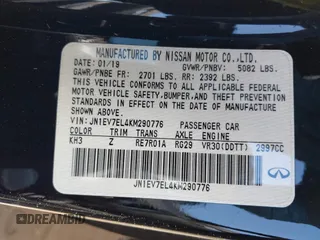 MANUFACTURED BY NISSAN MOTOR CO.,LTD.
DATE: 01/19 GVWR/PNBV: 5082 LBS.
GAWR/PNBE FR: 2701 LBS. RR: 2392 LBS.
THIS VEHICLE CONFORMS TO ALL APPLICABLE
FEDERAL MOTOR VEHICLE SAFETY,BUMPER,AND THEFT
PREVENTION STANDARDS IN EFFECT ON THE DATE OF
MANUFACTURE SHOWN ABOVE.
VIN: JN1EV7EL4KM290776 PASSENGER CAR
COLOR TRIM TRANS AXLE ENGINE
KH3 Z RE7R01A RG29 VR30(DDTT) 2997CC
JN1EV7EL4KM290776
INFINITI
DREAMBID.COM